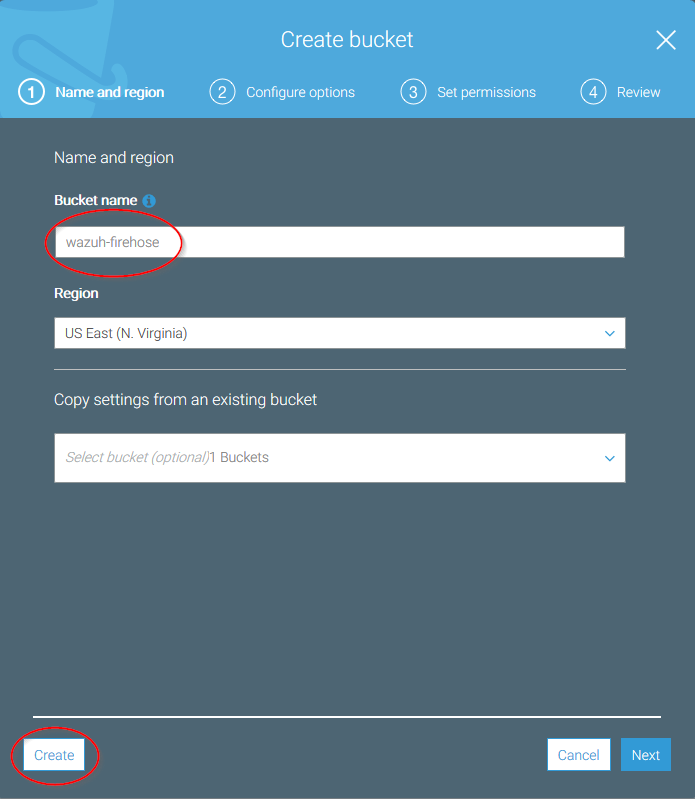 Create bucket
1 Name and region 2 Configure options 3 Set permissions 4 Review
Name and region
Bucket name i
wazuh-firehose
Region
US East (N. Virginia)
Copy settings from an existing bucket
Select bucket (optional)1 Buckets
Create Cancel Next